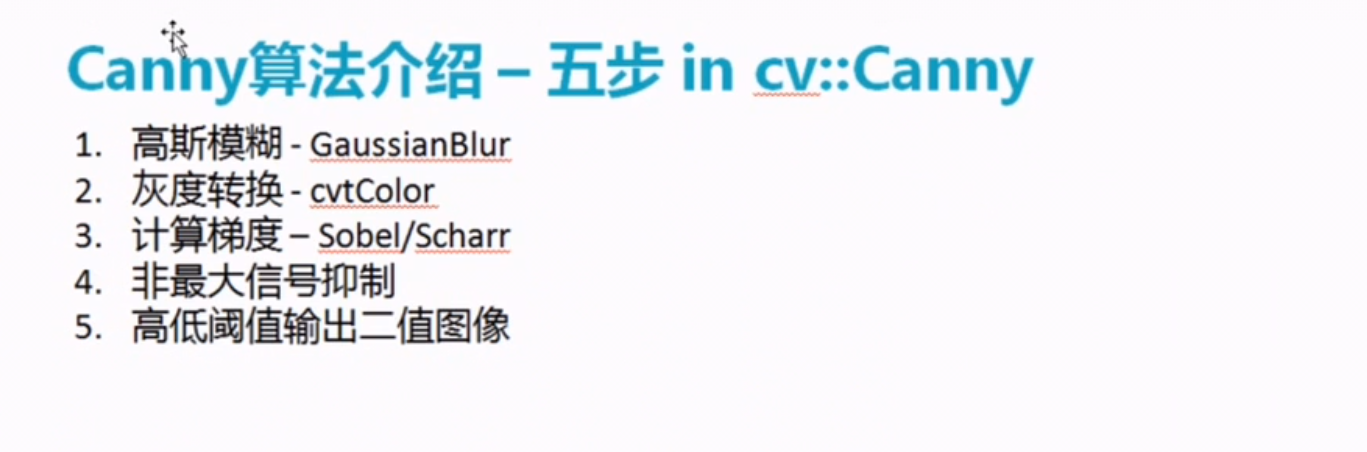 Canny算法介绍 – 五步 in cv::Canny
1. 高斯模糊 - GaussianBlur
2. 灰度转换 - cvtColor
3. 计算梯度 – Sobel/Scharr
4. 非最大信号抑制
5. 高低阈值输出二值图像